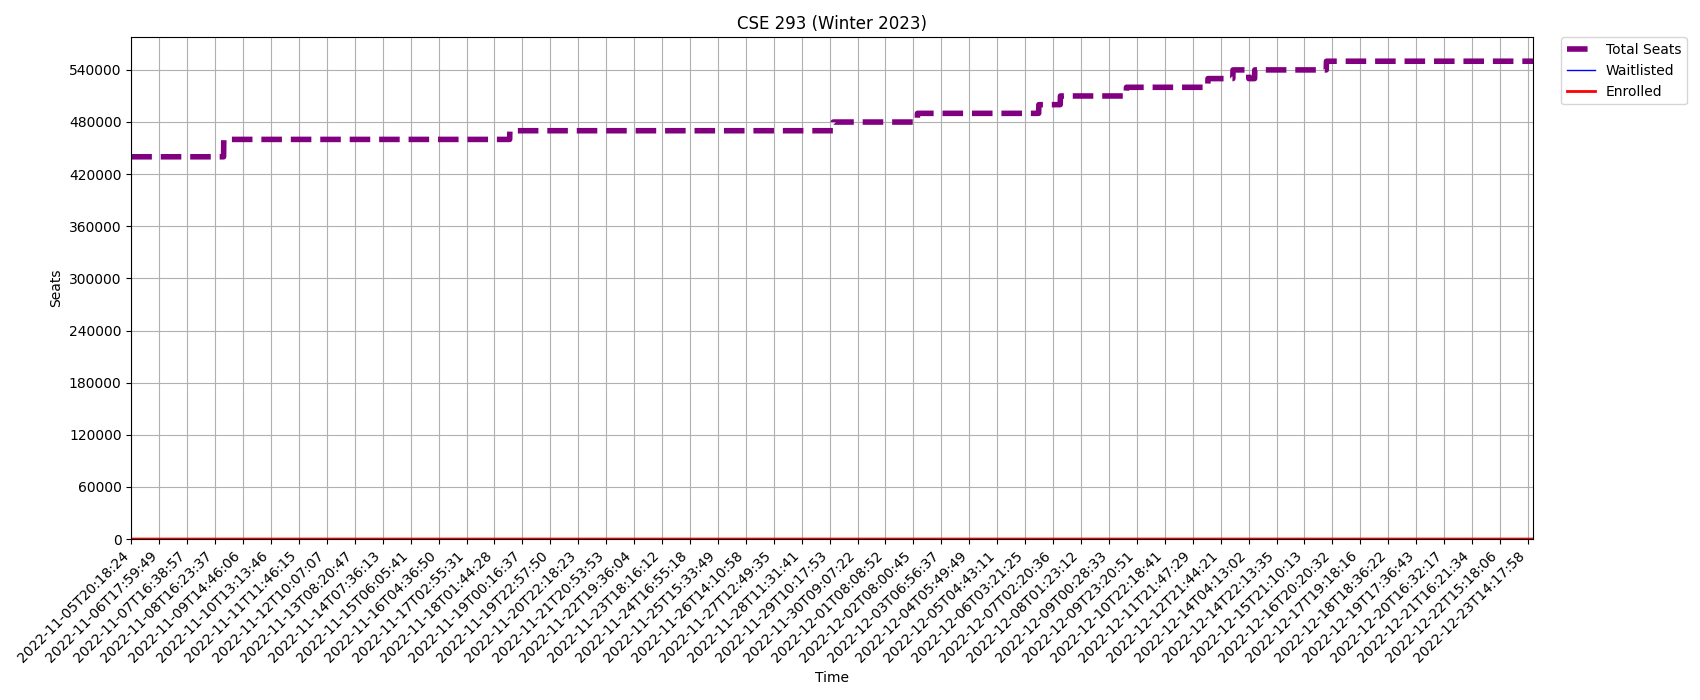 CSE 293 (Winter 2023)
Total Seats
Waitlisted
Enrolled
540000
480000
420000
360000
300000
240000
180000
120000
60000
0
Seats
2022-11-05T20:18:24
2022-11-06T17:59:49
2022-11-07T16:38:57
2022-11-08T16:23:37
2022-11-09T14:46:06
2022-11-10T13:13:46
2022-11-11T11:46:15
2022-11-12T10:07:07
2022-11-13T08:20:47
2022-11-14T07:36:13
2022-11-15T06:05:41
2022-11-16T04:36:50
2022-11-17T02:55:31
2022-11-18T01:44:28
2022-11-19T00:16:37
2022-11-19T22:57:50
2022-11-20T22:18:23
2022-11-21T20:53:53
2022-11-22T19:36:04
2022-11-23T18:16:12
2022-11-24T16:55:18
2022-11-25T15:33:49
2022-11-26T14:10:58
2022-11-27T12:49:35
2022-11-28T11:31:41
2022-11-29T10:17:53
2022-11-30T09:07:22
2022-12-01T08:08:52
2022-12-02T08:00:45
2022-12-03T06:56:37
2022-12-04T05:49:49
2022-12-05T04:43:11
2022-12-06T03:21:25
2022-12-07T02:20:36
2022-12-08T01:23:12
2022-12-09T00:28:33
2022-12-09T23:20:51
2022-12-10T22:18:41
2022-12-11T21:47:29
2022-12-12T21:44:21
2022-12-14T04:13:02
2022-12-14T22:13:35
2022-12-15T21:10:13
2022-12-16T20:20:32
2022-12-17T19:18:16
2022-12-18T18:36:22
2022-12-19T17:36:43
2022-12-20T16:32:17
2022-12-21T16:21:34
2022-12-22T15:18:06
2022-12-23T14:17:58
Time